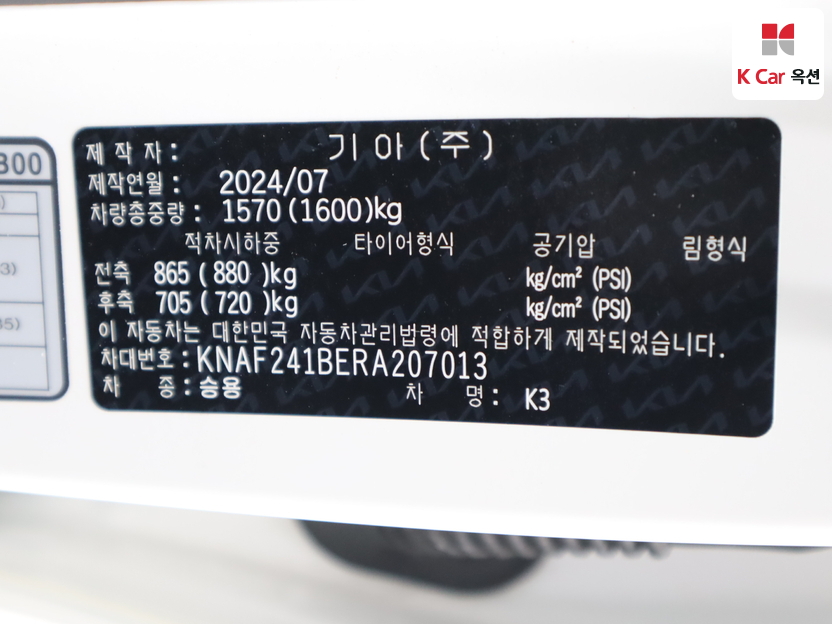 K Car 옥션
B00
3)
35)
제 작 자 : 기 아 ( 주 )
제작연월 : 2024/07
차량총중량 : 1570 (1600)kg
적차시하중 타이어형식 공기압 림형식
전축 865 ( 880 )kg kg/cm² (PSI)
후축 705 ( 720 )kg kg/cm² (PSI)
이 자동차는 대한민국 자동차관리법령에 적합하게 제작되었습니다.
차대번호 : KNAF241BERA207013
차 종 : 승용 차 명 : K3